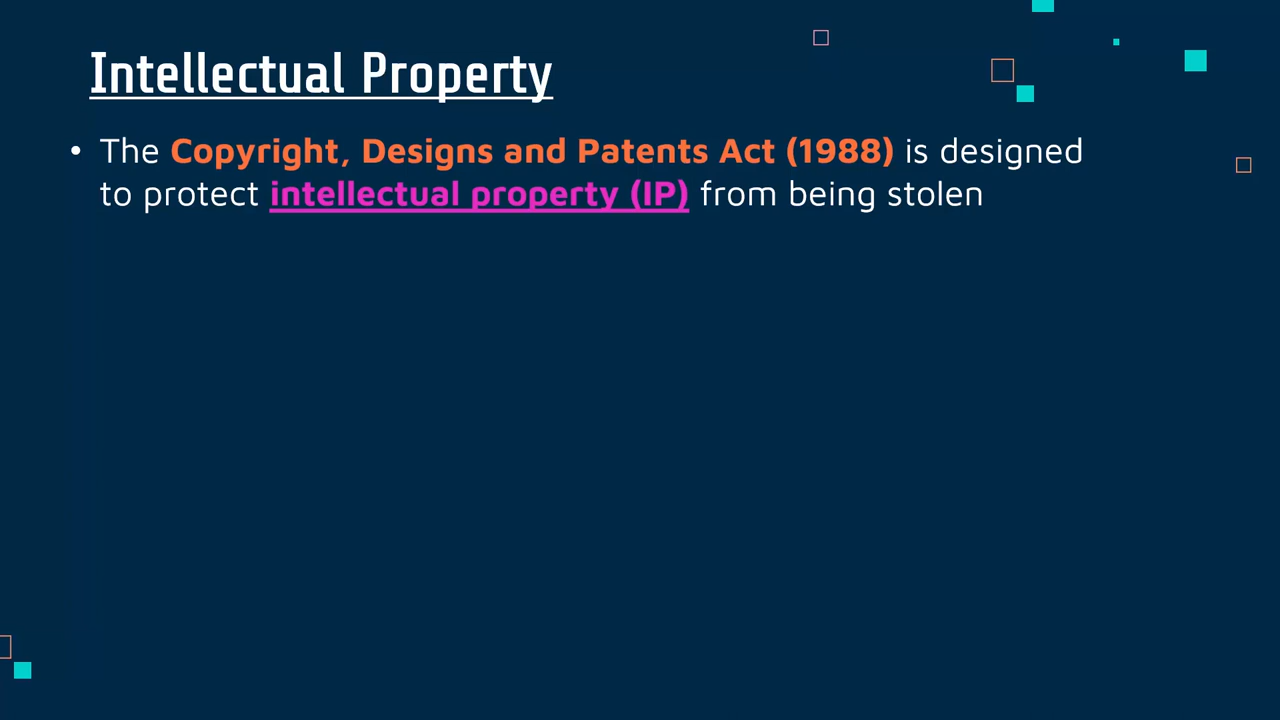 Intellectual Property
• The Copyright, Designs and Patents Act (1988) is designed
to protect intellectual property (IP) from being stolen